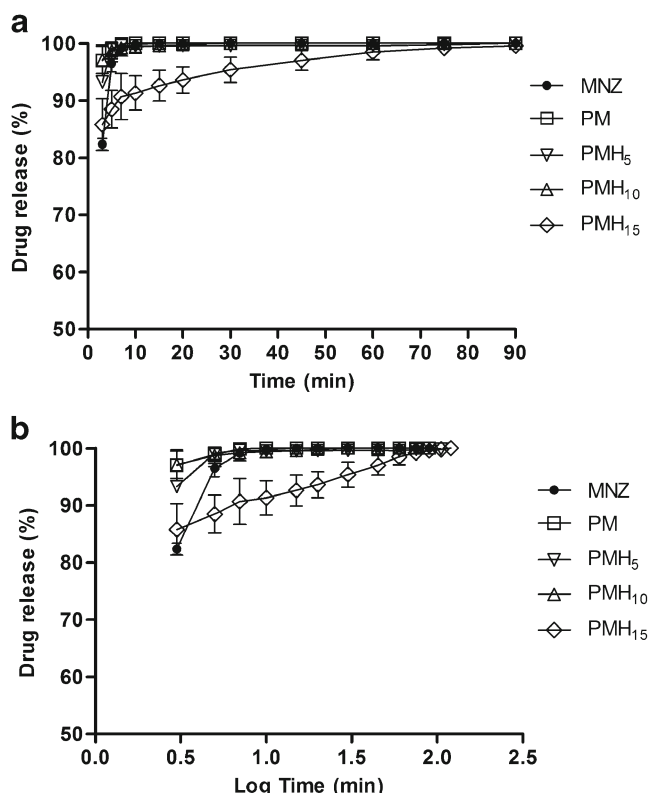 a
Drug release (%)
100
90
80
70
60
50
0 10 20 30 40 50 60 70 80 90
Time (min)
MNZ
PM
PMH5
PMH10
PMH15
b
Drug release (%)
100
90
80
70
60
50
0.0 0.5 1.0 1.5 2.0 2.5
Log Time (min)
MNZ
PM
PMH5
PMH10
PMH15